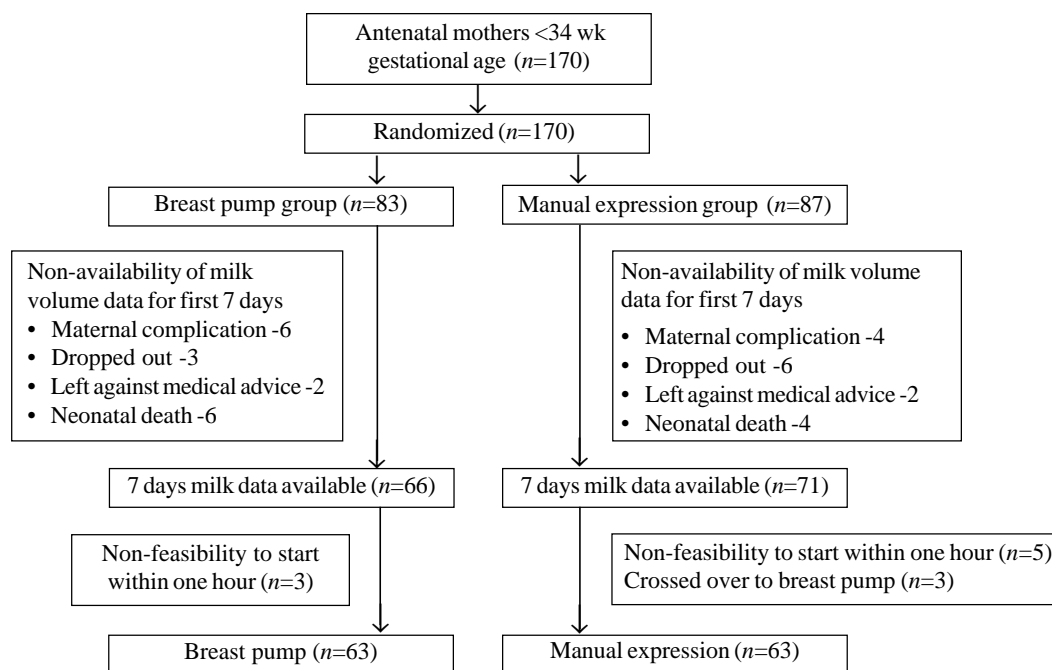 Antenatal mothers <34 wk
gestational age (n=170)
Randomized (n=170)
Breast pump group (n=83)
Manual expression group (n=87)
Non-availability of milk
volume data for first 7 days
• Maternal complication -6
• Dropped out -3
• Left against medical advice -2
• Neonatal death -6
Non-availability of milk volume
data for first 7 days
• Maternal complication -4
• Dropped out -6
• Left against medical advice -2
• Neonatal death -4
7 days milk data available (n=66)
7 days milk data available (n=71)
Non-feasibility to start
within one hour (n=3)
Non-feasibility to start within one hour (n=5)
Crossed over to breast pump (n=3)
Breast pump (n=63)
Manual expression (n=63)